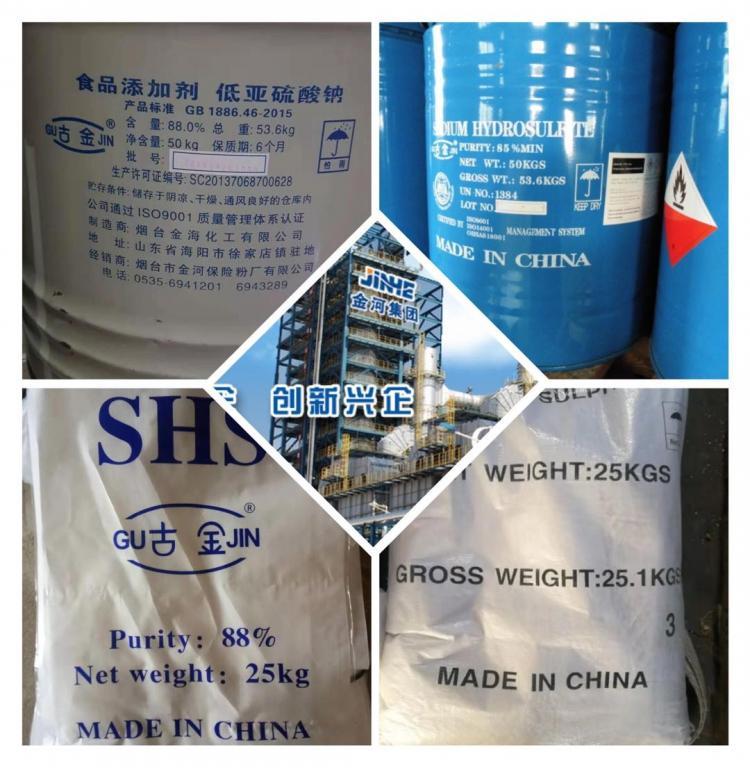 食品添加剂 低亚硫酸钠
产品标准 GB 1886.46-2015
GU古金JIN®
含 量: 88.0% 总 重: 53.6kg
净含量: 50 kg 保质期: 6个月
批 号:
怕雨
生产许可证编号: SC20137068700628
贮存条件: 储存于阴凉、干燥、通风良好的仓库内
公司通过 ISO9001 质量管理体系认证
制造商: 烟台金海化工有限公司
地 址: 山东省海阳市徐家店镇驻地
经销商: 烟台市金河保险粉厂有限公司
电话: 0535-6941201 6943289
SODIUM HYDROSULFITE
古金
PURITY: 85%MIN
NET WT.: 50KGS
GROSS WT.: 53.6KGS
UN-NO.: 1384
LOT
KEEP DRY
CERTIFIED BY
ISO9001
ISO14001
OHSAS18001
MANAGEMENT SYSTEM
MADE IN CHINA
JINHE
金河集团
创新兴企
SHS
GU古金JIN®
Purity: 88%
Net weight: 25kg
MADE IN CHINA
WEIGHT:25KGS
GROSS WEIGHT:25.1KGS
3
MADE IN CHINA